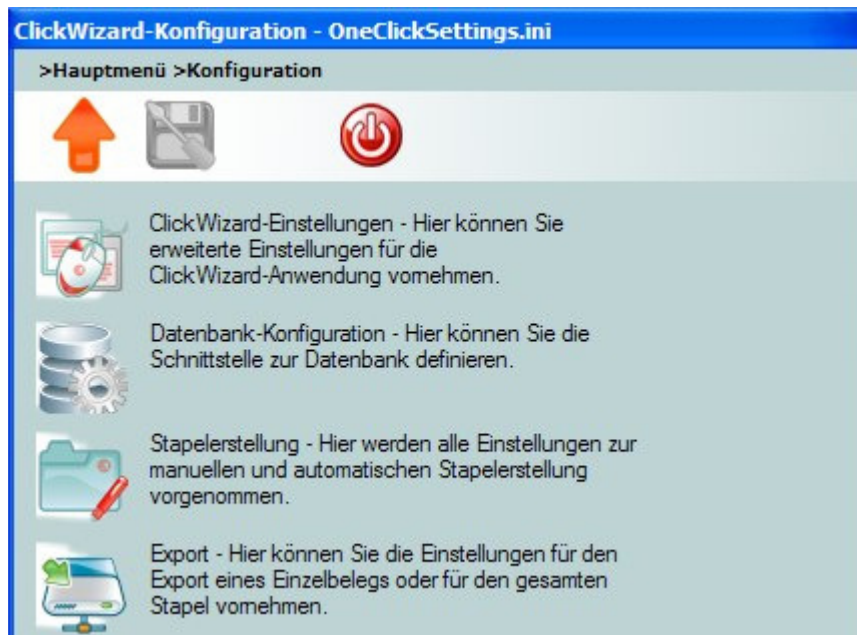 ClickWizard-Konfiguration - OneClickSettings.ini
>Hauptmenü >Konfiguration
ClickWizard-Einstellungen - Hier können Sie
erweiterte Einstellungen für die
ClickWizard-Anwendung vornehmen.
Datenbank-Konfiguration - Hier können Sie die
Schnittstelle zur Datenbank definieren.
Stapelerstellung - Hier werden alle Einstellungen zur
manuellen und automatischen Stapelerstellung
vorgenommen.
Export - Hier können Sie die Einstellungen für den
Export eines Einzelbelegs oder für den gesamten
Stapel vornehmen.